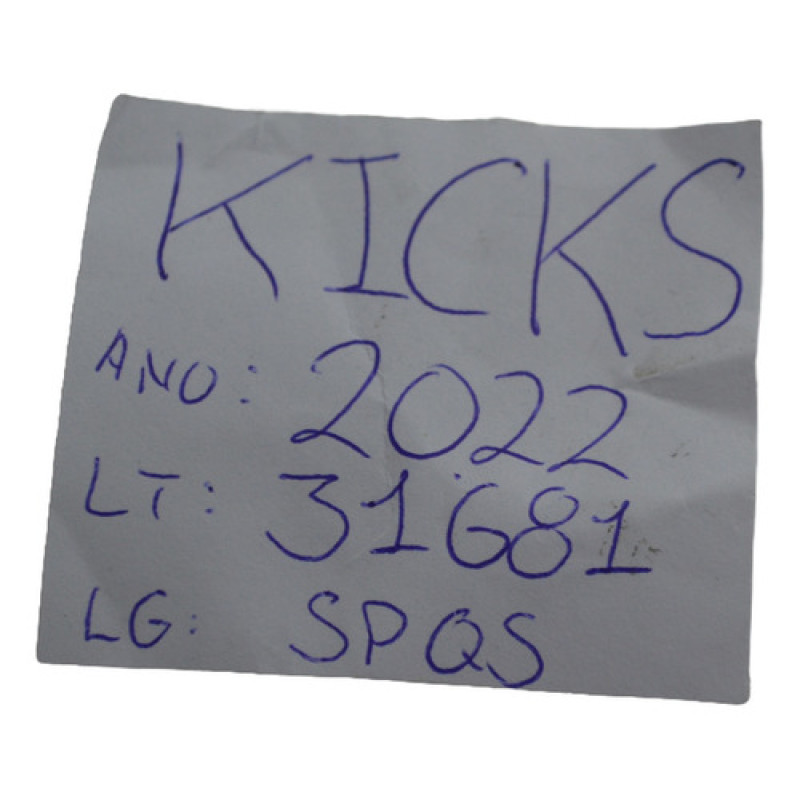 KICKS
ANO: 2022
LT: 31681
LG: SPQS